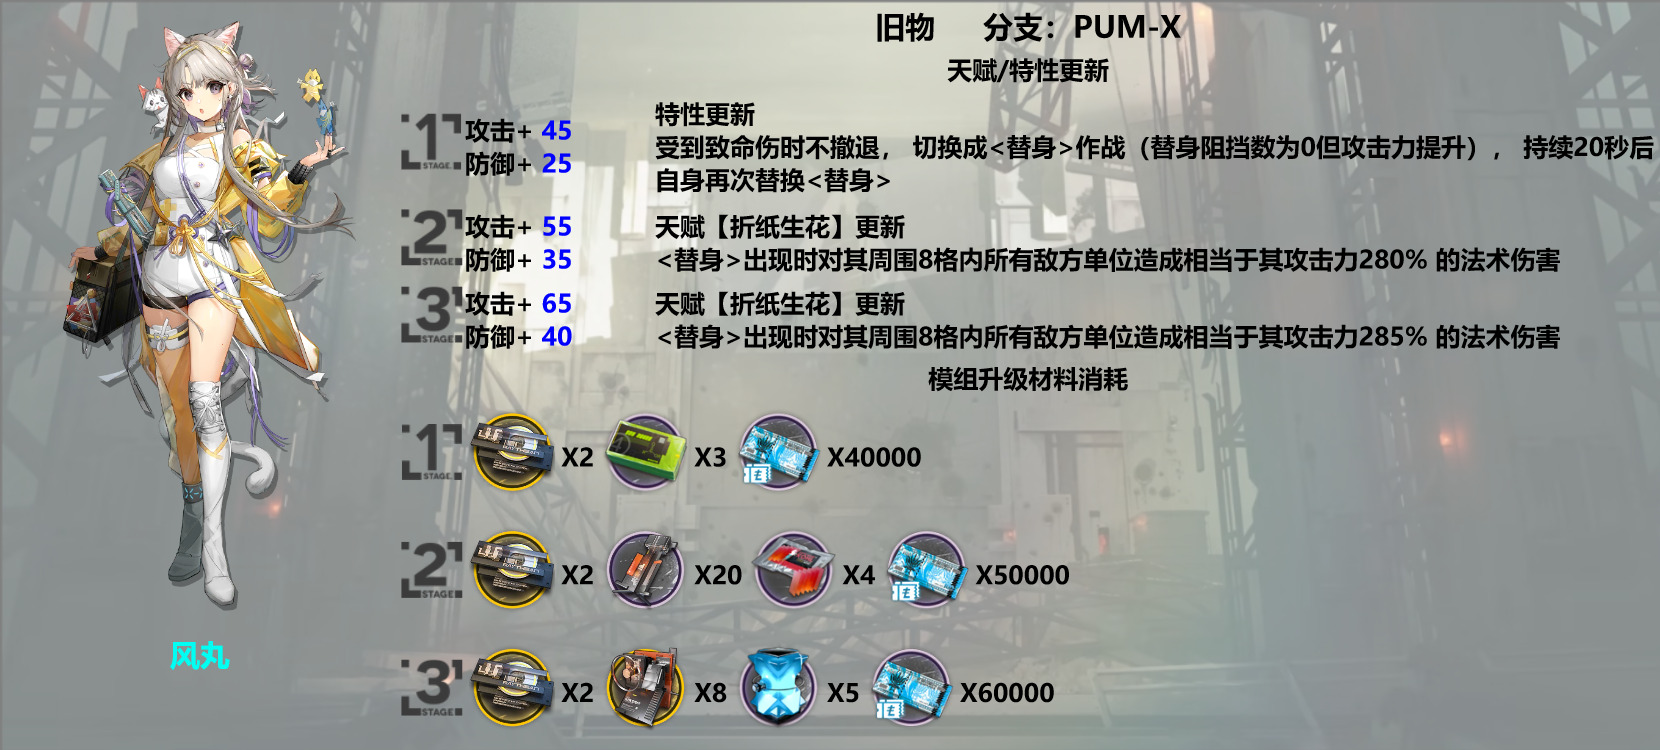 旧物 分支：PUM-X
天赋/特性更新
1 STAGE.
攻击+ 45
防御+ 25
特性更新
受到致命伤时不撤退， 切换成<替身>作战（替身阻挡数为0但攻击力提升）， 持续20秒后
自身再次替换<替身>
2 STAGE.
攻击+ 55
防御+ 35
天赋【折纸生花】更新
<替身>出现时对其周围8格内所有敌方单位造成相当于其攻击力280% 的法术伤害
3 STAGE.
攻击+ 65
防御+ 40
天赋【折纸生花】更新
<替身>出现时对其周围8格内所有敌方单位造成相当于其攻击力285% 的法术伤害
模组升级材料消耗
1 STAGE. X2 X3 X40000
2 STAGE. X2 X20 X4 X50000
风丸
3 STAGE. X2 X8 X5 X60000